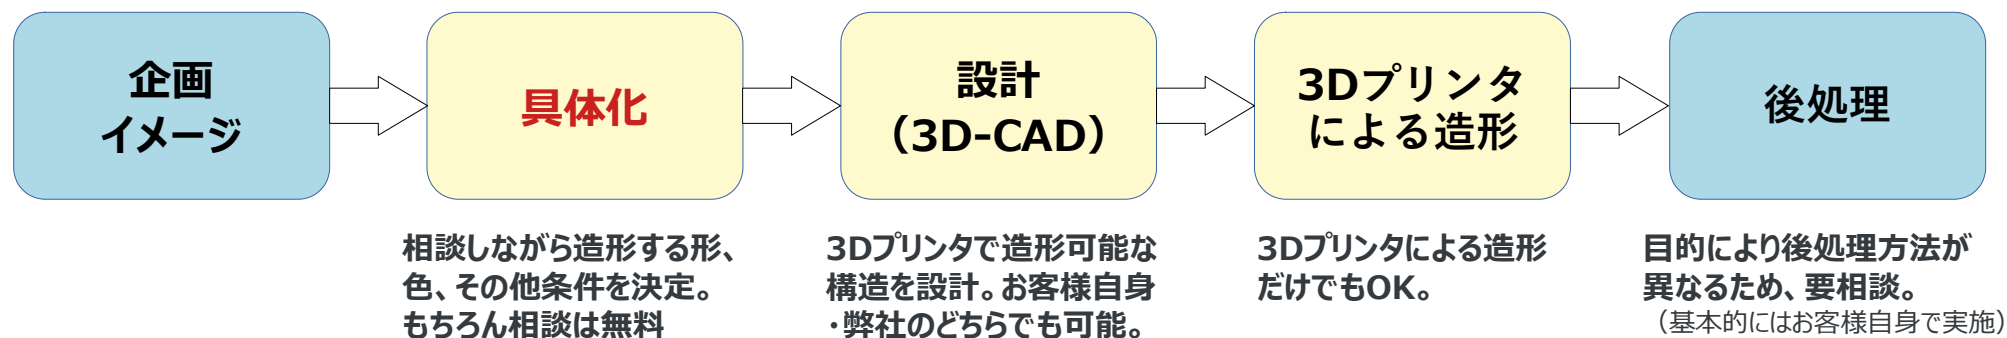 企画
イメージ
具体化
設計
（3D-CAD）
3Dプリンタ
による造形
後処理
相談しながら造形する形、
色、その他条件を決定。
もちろん相談は無料
3Dプリンタで造形可能な
構造を設計。お客様自身
・弊社のどちらでも可能。
3Dプリンタによる造形
だけでもOK。
目的により後処理方法が
異なるため、要相談。
（基本的にはお客様自身で実施）